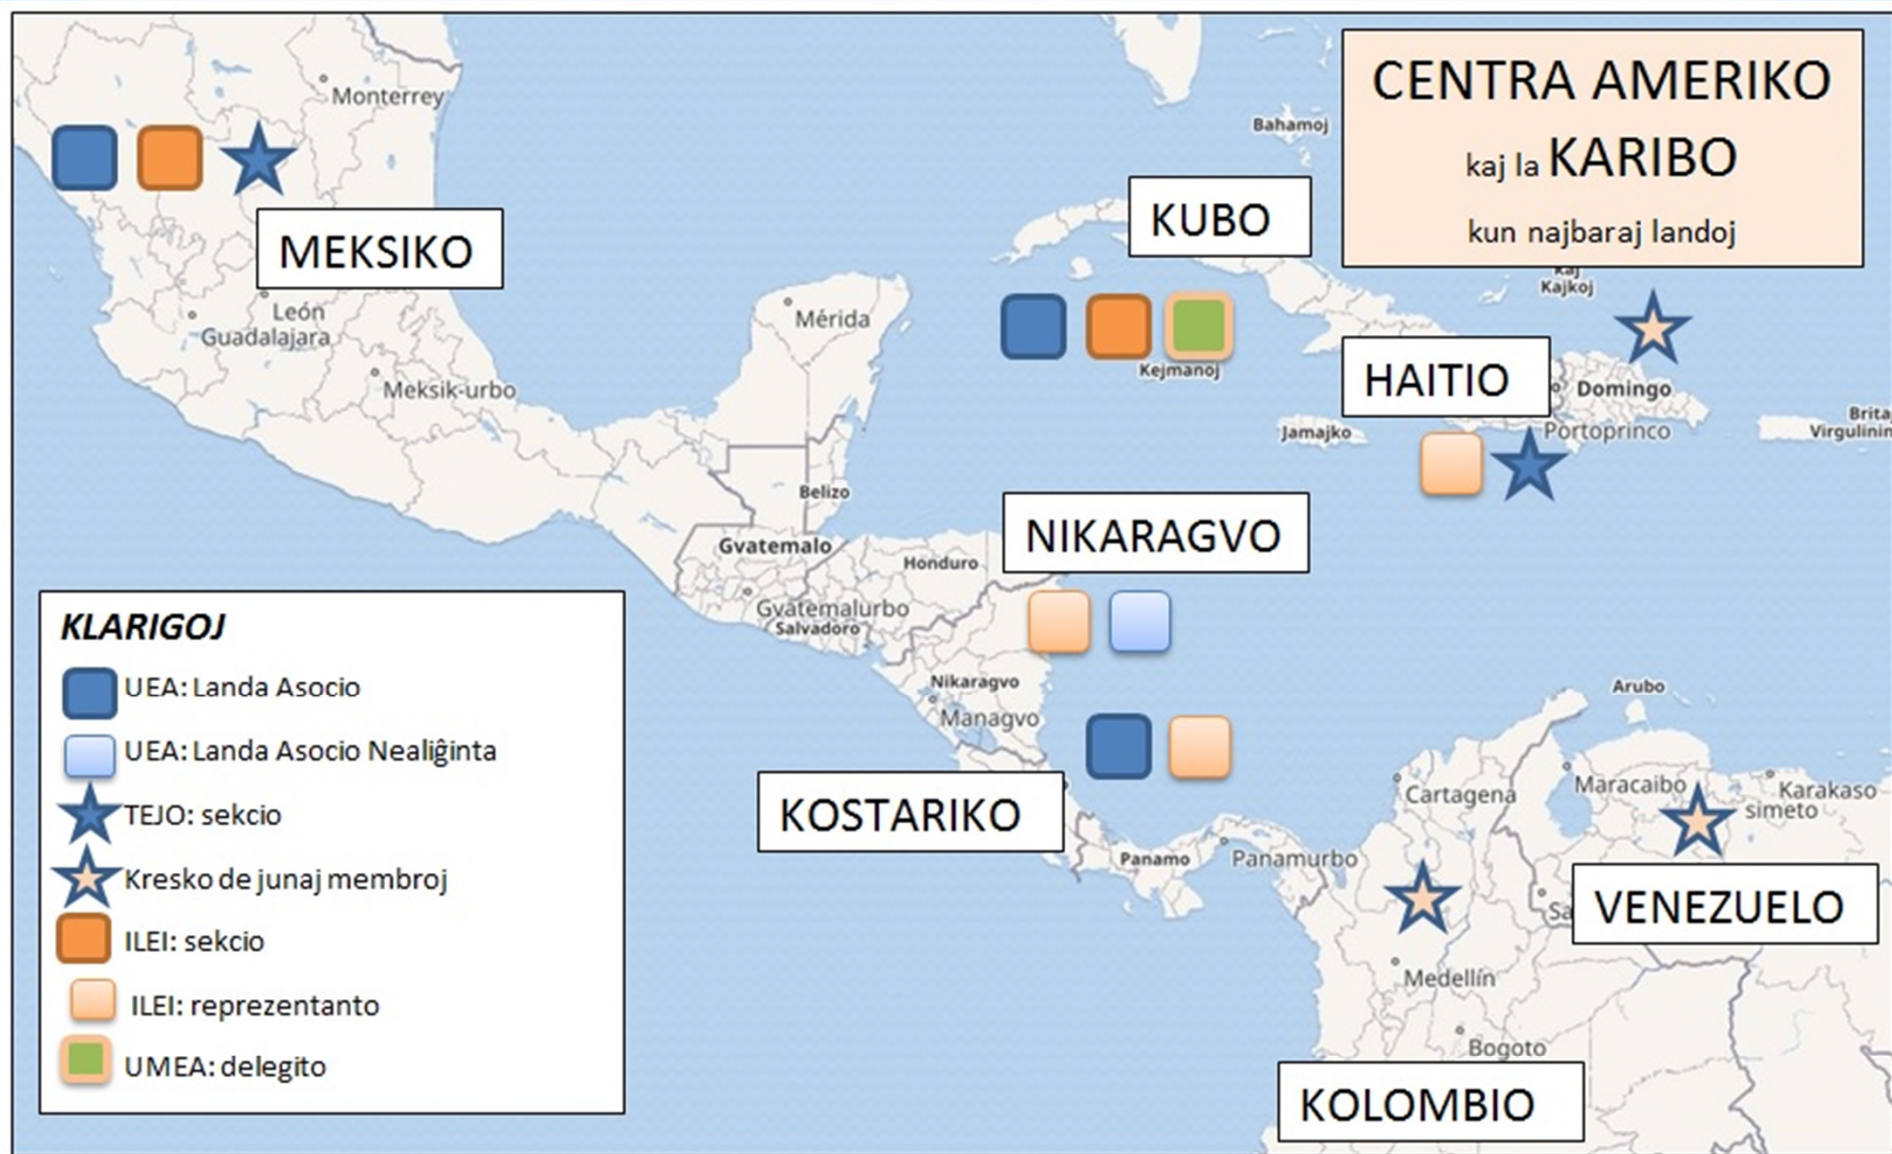 CENTRA AMERIKO
kaj la KARIBO
kun najbaraj landoj
Monterrey
Bahamoj
KUBO
MEKSIKO
kaj
Kajkoj
León
Guadalajara
Mérida
Kejmanoj
HAITIO
Domingo
Meksik-urbo
Brita
Virgulinin
Jamajko
Portoprinco
Belizo
NIKARAGVO
Gvatemalo
Honduro
Gvatemalurbo
Salvadoro
Nikaragvo
Managvo
Arubo
KLARIGOJ
UEA: Landa Asocio
UEA: Landa Asocio Nealiĝinta
TEJO: sekcio
Kresko de junaj membroj
ILEI: sekcio
ILEI: reprezentanto
UMEA: delegito
KOSTARIKO
Cartagena
Maracaibo
Karakaso
simeto
Panamo
Panamurbo
Sa
VENEZUELO
Medellín
Bogoto
KOLOMBIO